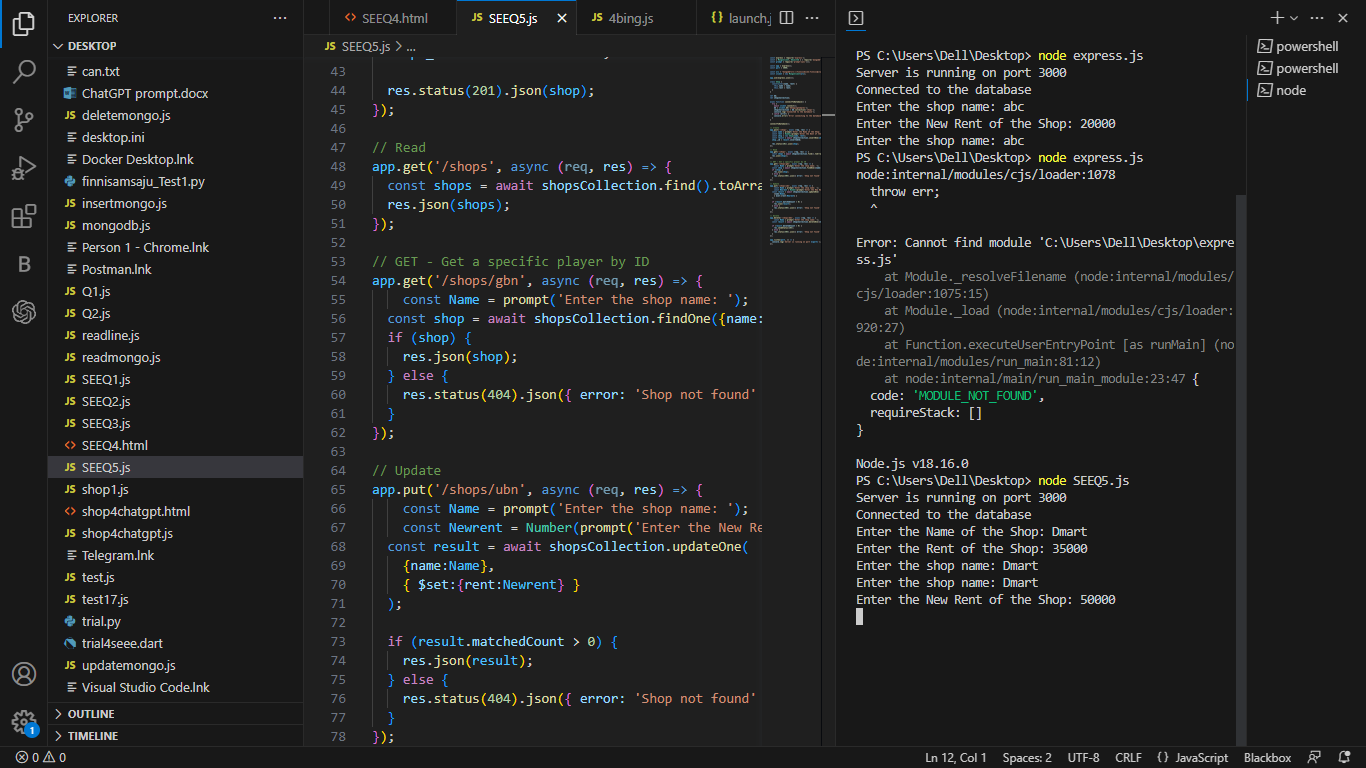 EXPLORER
DESKTOP
can.txt
ChatGPT prompt.docx
deletemongo.js
desktop.ini
Docker Desktop.lnk
finnisamsaju_Test1.py
insertmongo.js
mongodb.js
Person 1 - Chrome.lnk
Postman.lnk
Q1.js
Q2.js
readline.js
readmongo.js
SEEQ1.js
SEEQ2.js
SEEQ3.js
SEEQ4.html
SEEQ5.js
shop1.js
shop4chatgpt.html
shop4chatgpt.js
Telegram.lnk
test.js
test17.js
trial.py
trial4seee.dart
updatemongo.js
Visual Studio Code.lnk
OUTLINE
TIMELINE
SEEQ4.html
JS SEEQ5.js
JS 4bing.js
{} launch.j
JS SEEQ5.js > ...
43
44 res.status(201).json(shop);
45 });
46
47 // Read
48 app.get('/shops', async (req, res) => {
49 const shops = await shopsCollection.find().toArra
50 res.json(shops);
51 });
52
53 // GET - Get a specific player by ID
54 app.get('/shops/gbn', async (req, res) => {
55 const Name = prompt('Enter the shop name: ');
56 const shop = await shopsCollection.findOne({name:
57 if (shop) {
58 res.json(shop);
59 } else {
60 res.status(404).json({ error: 'Shop not found'
61 }
62 });
63
64 // Update
65 app.put('/shops/ubn', async (req, res) => {
66 const Name = prompt('Enter the shop name: ');
67 const Newrent = Number(prompt('Enter the New Re
68 const result = await shopsCollection.updateOne(
69 {name:Name},
70 { $set:{rent:Newrent} }
71 );
72
73 if (result.matchedCount > 0) {
74 res.json(result);
75 } else {
76 res.status(404).json({ error: 'Shop not found'
77 }
78 });
PS C:\Users\Dell\Desktop> node express.js
Server is running on port 3000
Connected to the database
Enter the shop name: abc
Enter the New Rent of the Shop: 20000
Enter the shop name: abc
PS C:\Users\Dell\Desktop> node express.js
node:internal/modules/cjs/loader:1078
throw err;
^
Error: Cannot find module 'C:\Users\Dell\Desktop\expre
ss.js'
at Module._resolveFilename (node:internal/modules/
cjs/loader:1075:15)
at Module._load (node:internal/modules/cjs/loader:
920:27)
at Function.executeUserEntryPoint [as runMain] (no
de:internal/modules/run_main:81:12)
at node:internal/main/run_main_module:23:47 {
code: 'MODULE_NOT_FOUND',
requireStack: []
}
Node.js v18.16.0
PS C:\Users\Dell\Desktop> node SEEQ5.js
Server is running on port 3000
Connected to the database
Enter the Name of the Shop: Dmart
Enter the Rent of the Shop: 35000
Enter the shop name: Dmart
Enter the shop name: Dmart
Enter the New Rent of the Shop: 50000
powershell
powershell
node
1
0 0
Ln 12, Col 1
Spaces: 2
UTF-8
CRLF
{} JavaScript
Blackbox